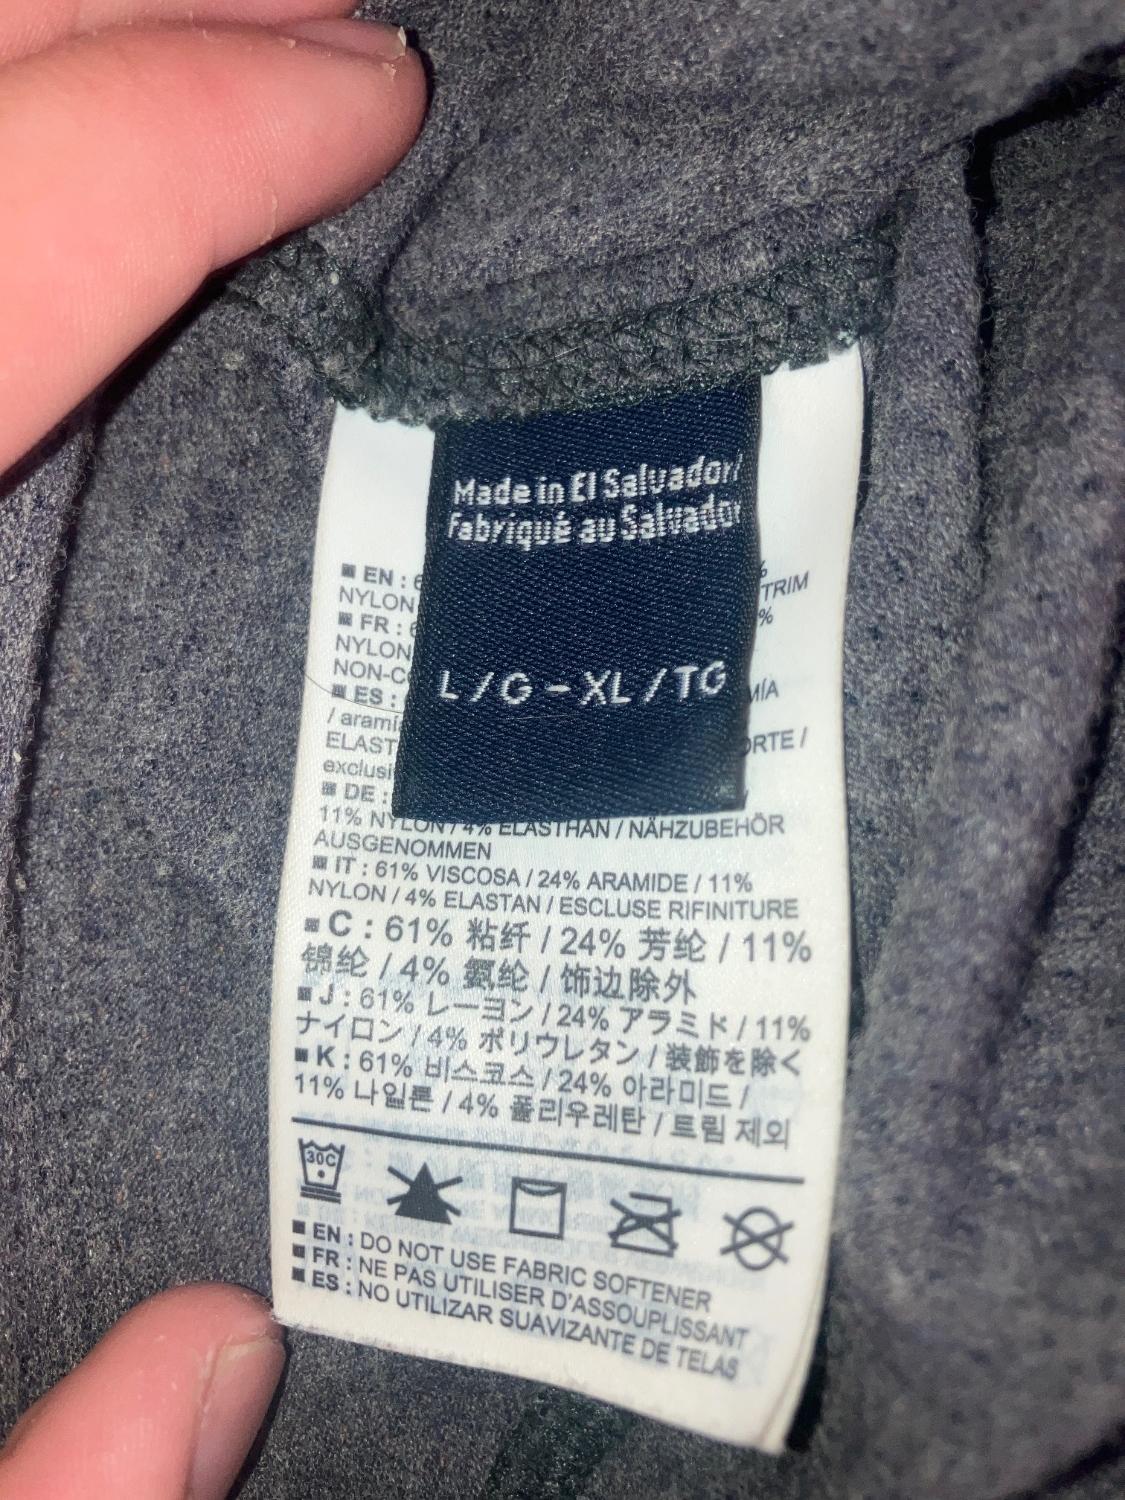 Made in El Salvador/
Fabriqué au Salvador
L/G-XL/TG
■ EN : 6
NYLON TRIM
■ FR : 6
NYLON
NON-C
■ ES : MÍA
/ arami
ELAST ORTE /
exclusi
■ DE :
11% NYLON / 4% ELASTHAN / NÄHZUBEHÖR
AUSGENOMMEN
■ IT : 61% VISCOSA / 24% ARAMIDE / 11%
NYLON / 4% ELASTAN / ESCLUSE RIFINITURE
■ C : 61% 粘纤 / 24% 芳纶 / 11%
锦纶 / 4% 氨纶 / 饰边除外
■ J : 61% レーヨン / 24% アラミド / 11%
ナイロン / 4% ポリウレタン / 装飾を除く
■ K : 61% 비스코스 / 24% 아라미드 /
11% 나일론 / 4% 폴리우레탄 / 트림 제외
30C
■ EN : DO NOT USE FABRIC SOFTENER
■ FR : NE PAS UTILISER D'ASSOUPLISSANT
■ ES : NO UTILIZAR SUAVIZANTE DE TELAS